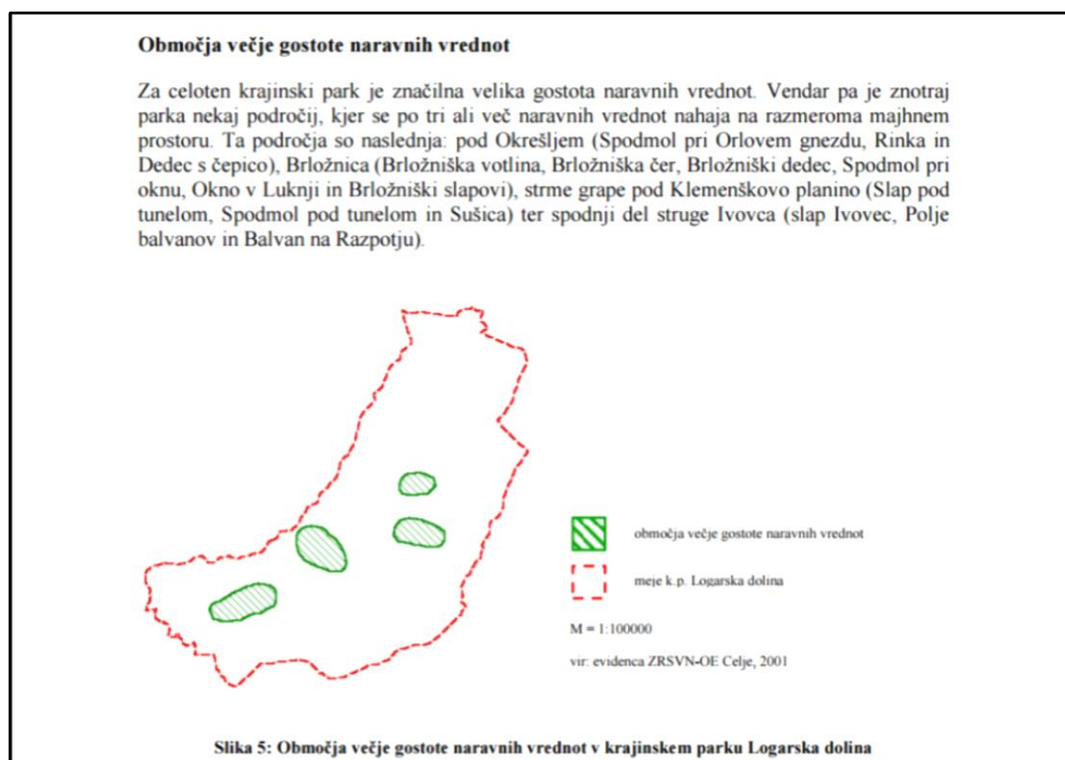 Območja večje gostote naravnih vrednot
Za celoten krajinski park je značilna velika gostota naravnih vrednot. Vendar pa je znotraj
parka nekaj področij, kjer se po tri ali več naravnih vrednot nahaja na razmeroma majhnem
prostoru. Ta področja so naslednja: pod Okrešljem (Spodmol pri Orlovem gnezdu, Rinka in
Dedec s čepico), Brložnica (Brložniška votlina, Brložniška čer, Brložniški dedec, Spodmol pri
oknu, Okno v Luknji in Brložniški slapovi), strme grape pod Klemenškovo planino (Slap pod
tunelom, Spodmol pod tunelom in Sušica) ter spodnji del struge Ivovca (slap Ivovec, Polje
balvanov in Balvan na Razpotju).
območja večje gostote naravnih vrednot
meje k.p. Logarska dolina
M = 1:100000
vir: evidenca ZRSVN-OE Celje, 2001
Slika 5: Območja večje gostote naravnih vrednot v krajinskem parku Logarska dolina